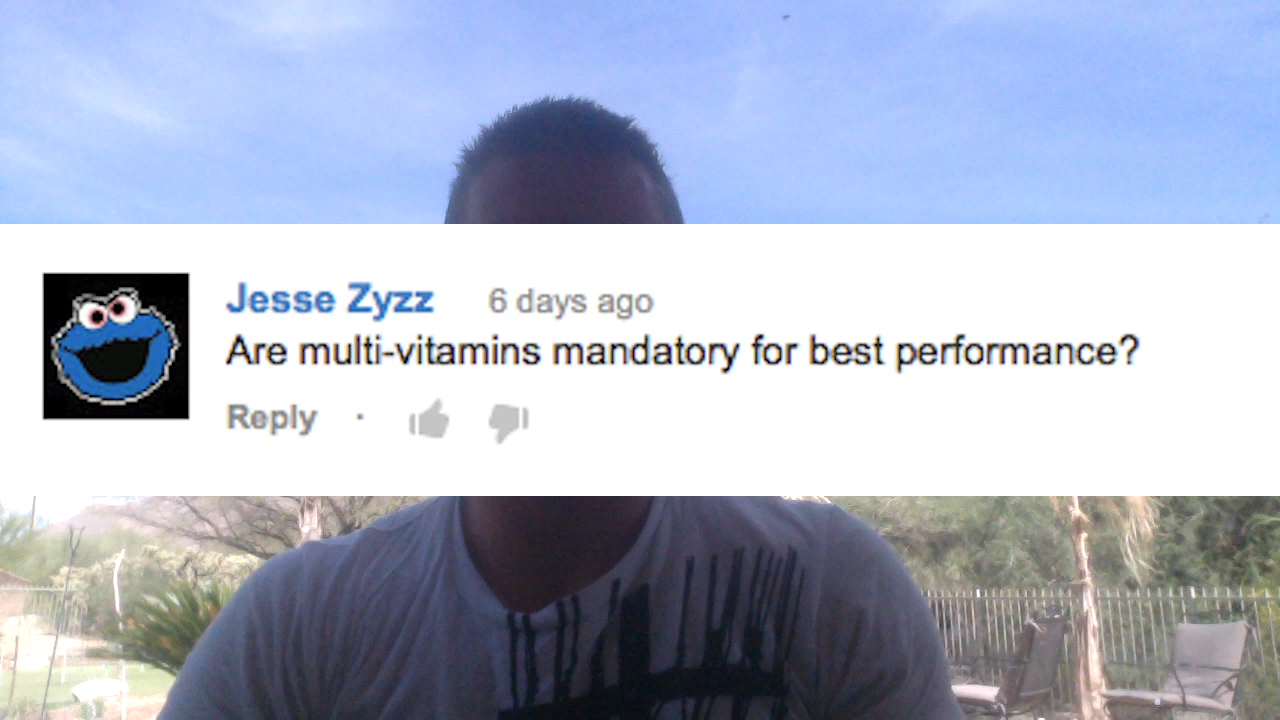 Jesse Zyzz 6 days ago
Are multi-vitamins mandatory for best performance?
Reply ·